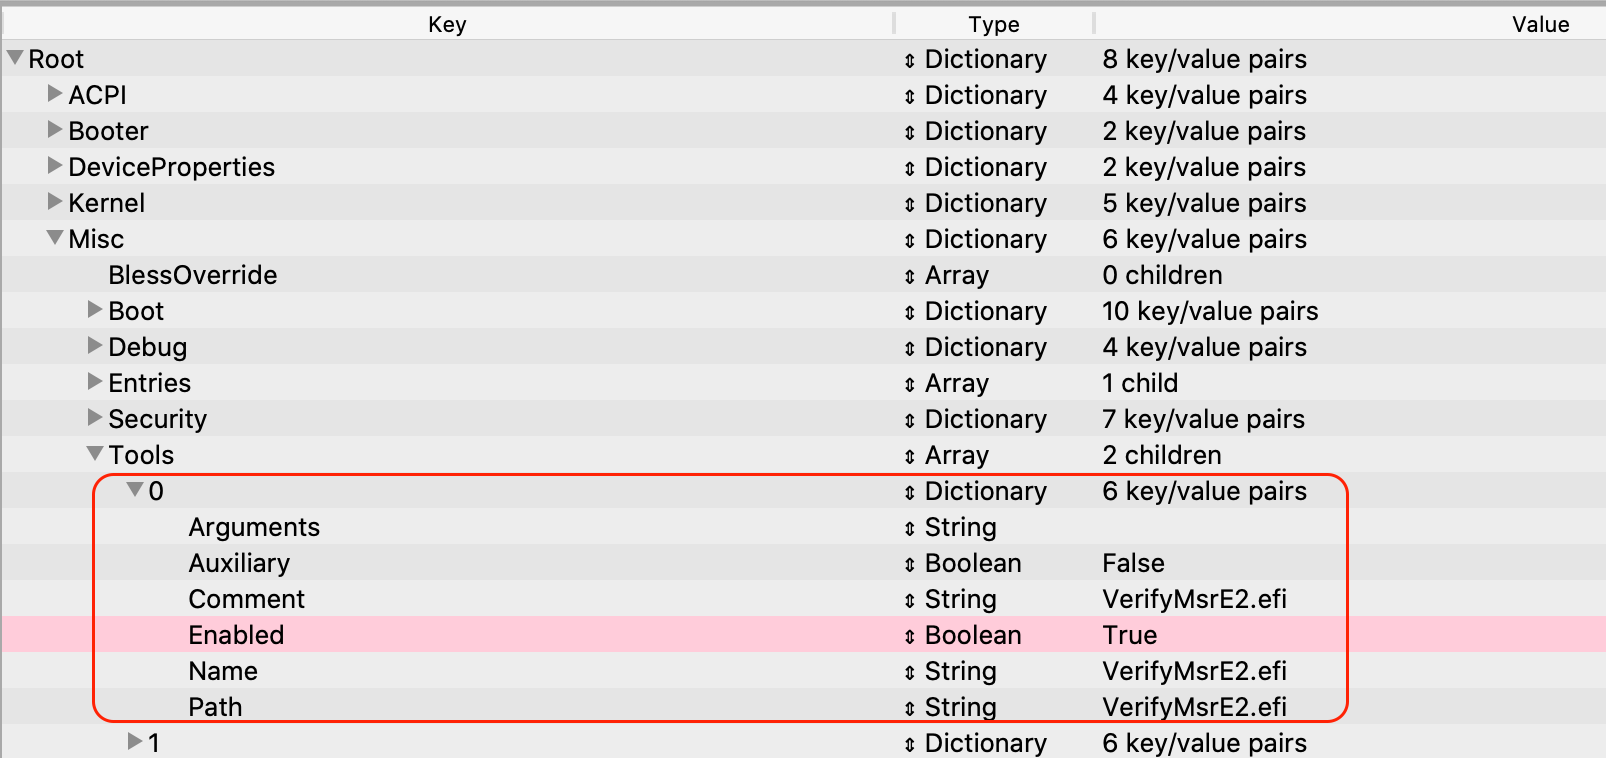 Key Type Value
Root Dictionary 8 key/value pairs
ACPI Dictionary 4 key/value pairs
Booter Dictionary 2 key/value pairs
DeviceProperties Dictionary 2 key/value pairs
Kernel Dictionary 5 key/value pairs
Misc Dictionary 6 key/value pairs
BlessOverride Array 0 children
Boot Dictionary 10 key/value pairs
Debug Dictionary 4 key/value pairs
Entries Array 1 child
Security Dictionary 7 key/value pairs
Tools Array 2 children
0 Dictionary 6 key/value pairs
Arguments String
Auxiliary Boolean False
Comment String VerifyMsrE2.efi
Enabled Boolean True
Name String VerifyMsrE2.efi
Path String VerifyMsrE2.efi
1 Dictionary 6 key/value pairs